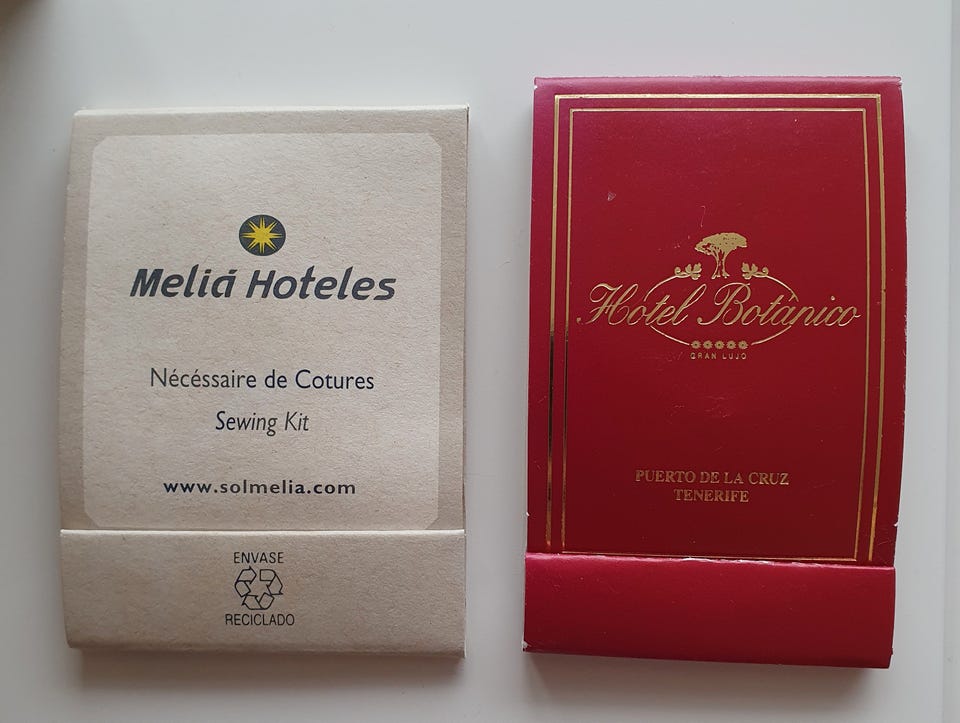 Meliá Hoteles
Nécéssaire de Cotures
Sewing Kit
www.solmelia.com
ENVASE
RECICLADO
Hotel Botánico
GRAN LUJO
PUERTO DE LA CRUZ
TENERIFE